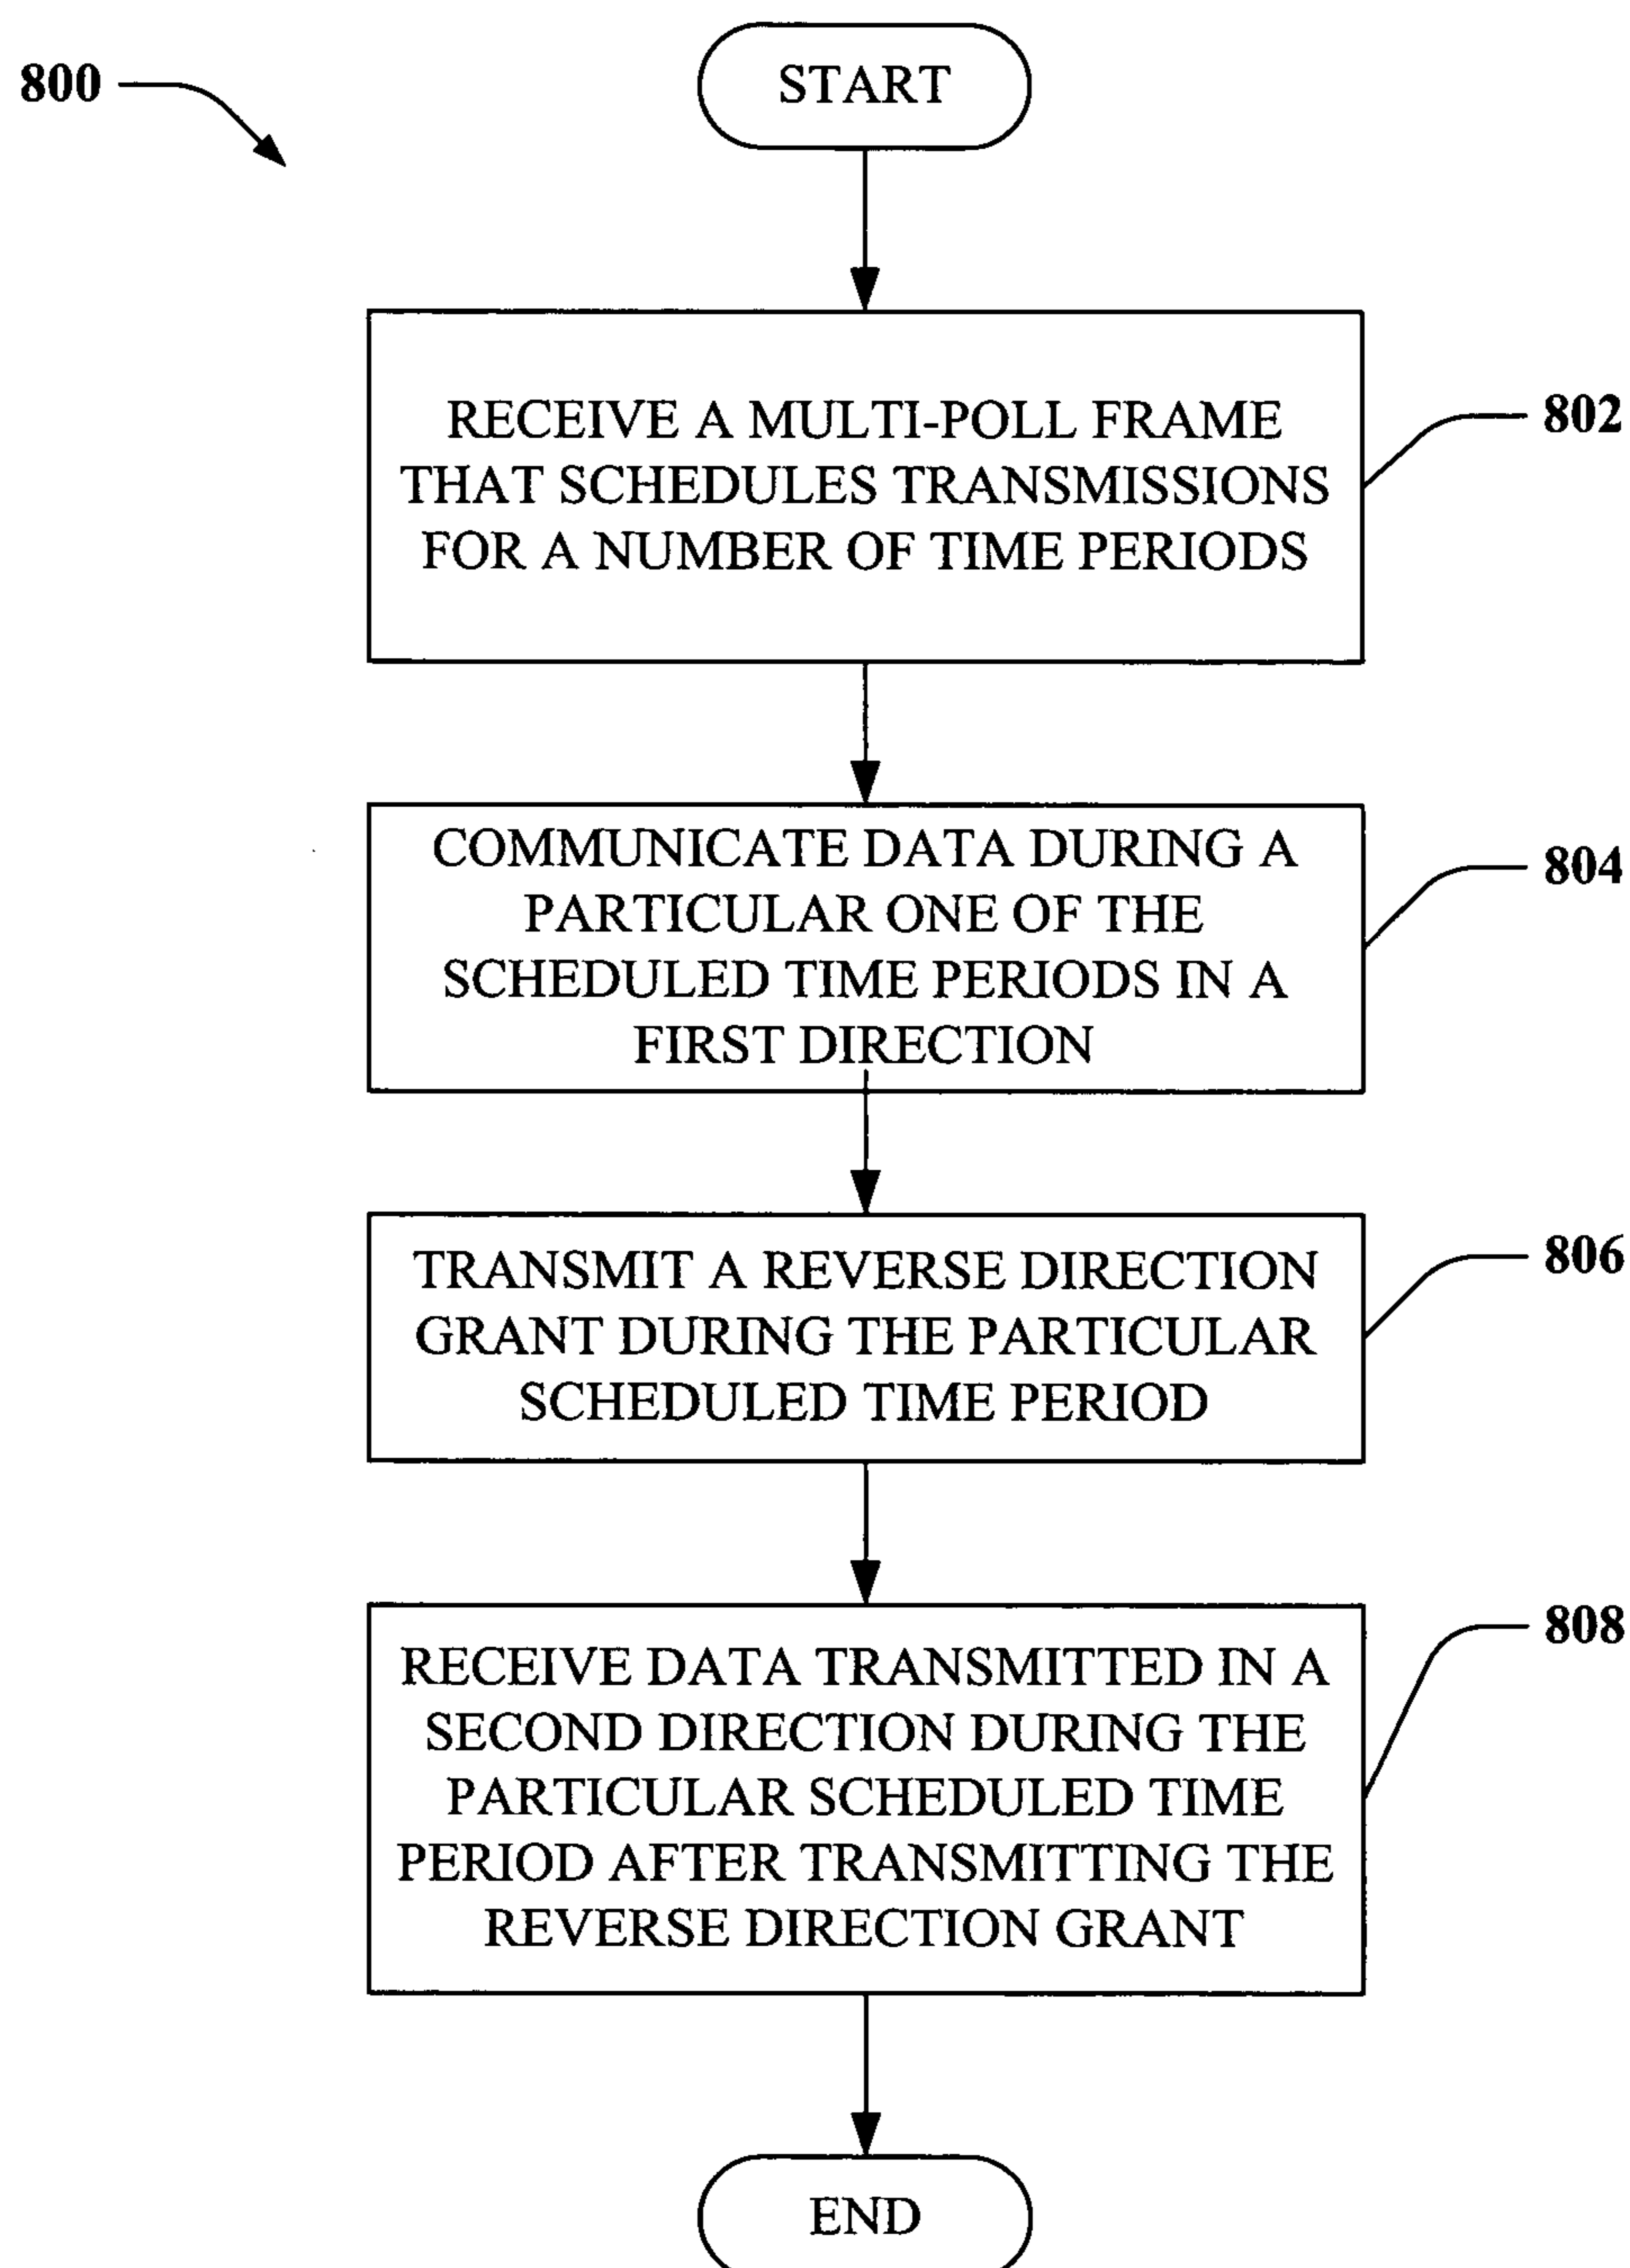 800
START
RECEIVE A MULTI-POLL FRAME
THAT SCHEDULES TRANSMISSIONS
FOR A NUMBER OF TIME PERIODS
802
COMMUNICATE DATA DURING A
PARTICULAR ONE OF THE
SCHEDULED TIME PERIODS IN A
FIRST DIRECTION
804
TRANSMIT A REVERSE DIRECTION
GRANT DURING THE PARTICULAR
SCHEDULED TIME PERIOD
806
RECEIVE DATA TRANSMITTED IN A
SECOND DIRECTION DURING THE
PARTICULAR SCHEDULED TIME
PERIOD AFTER TRANSMITTING THE
REVERSE DIRECTION GRANT
808
END